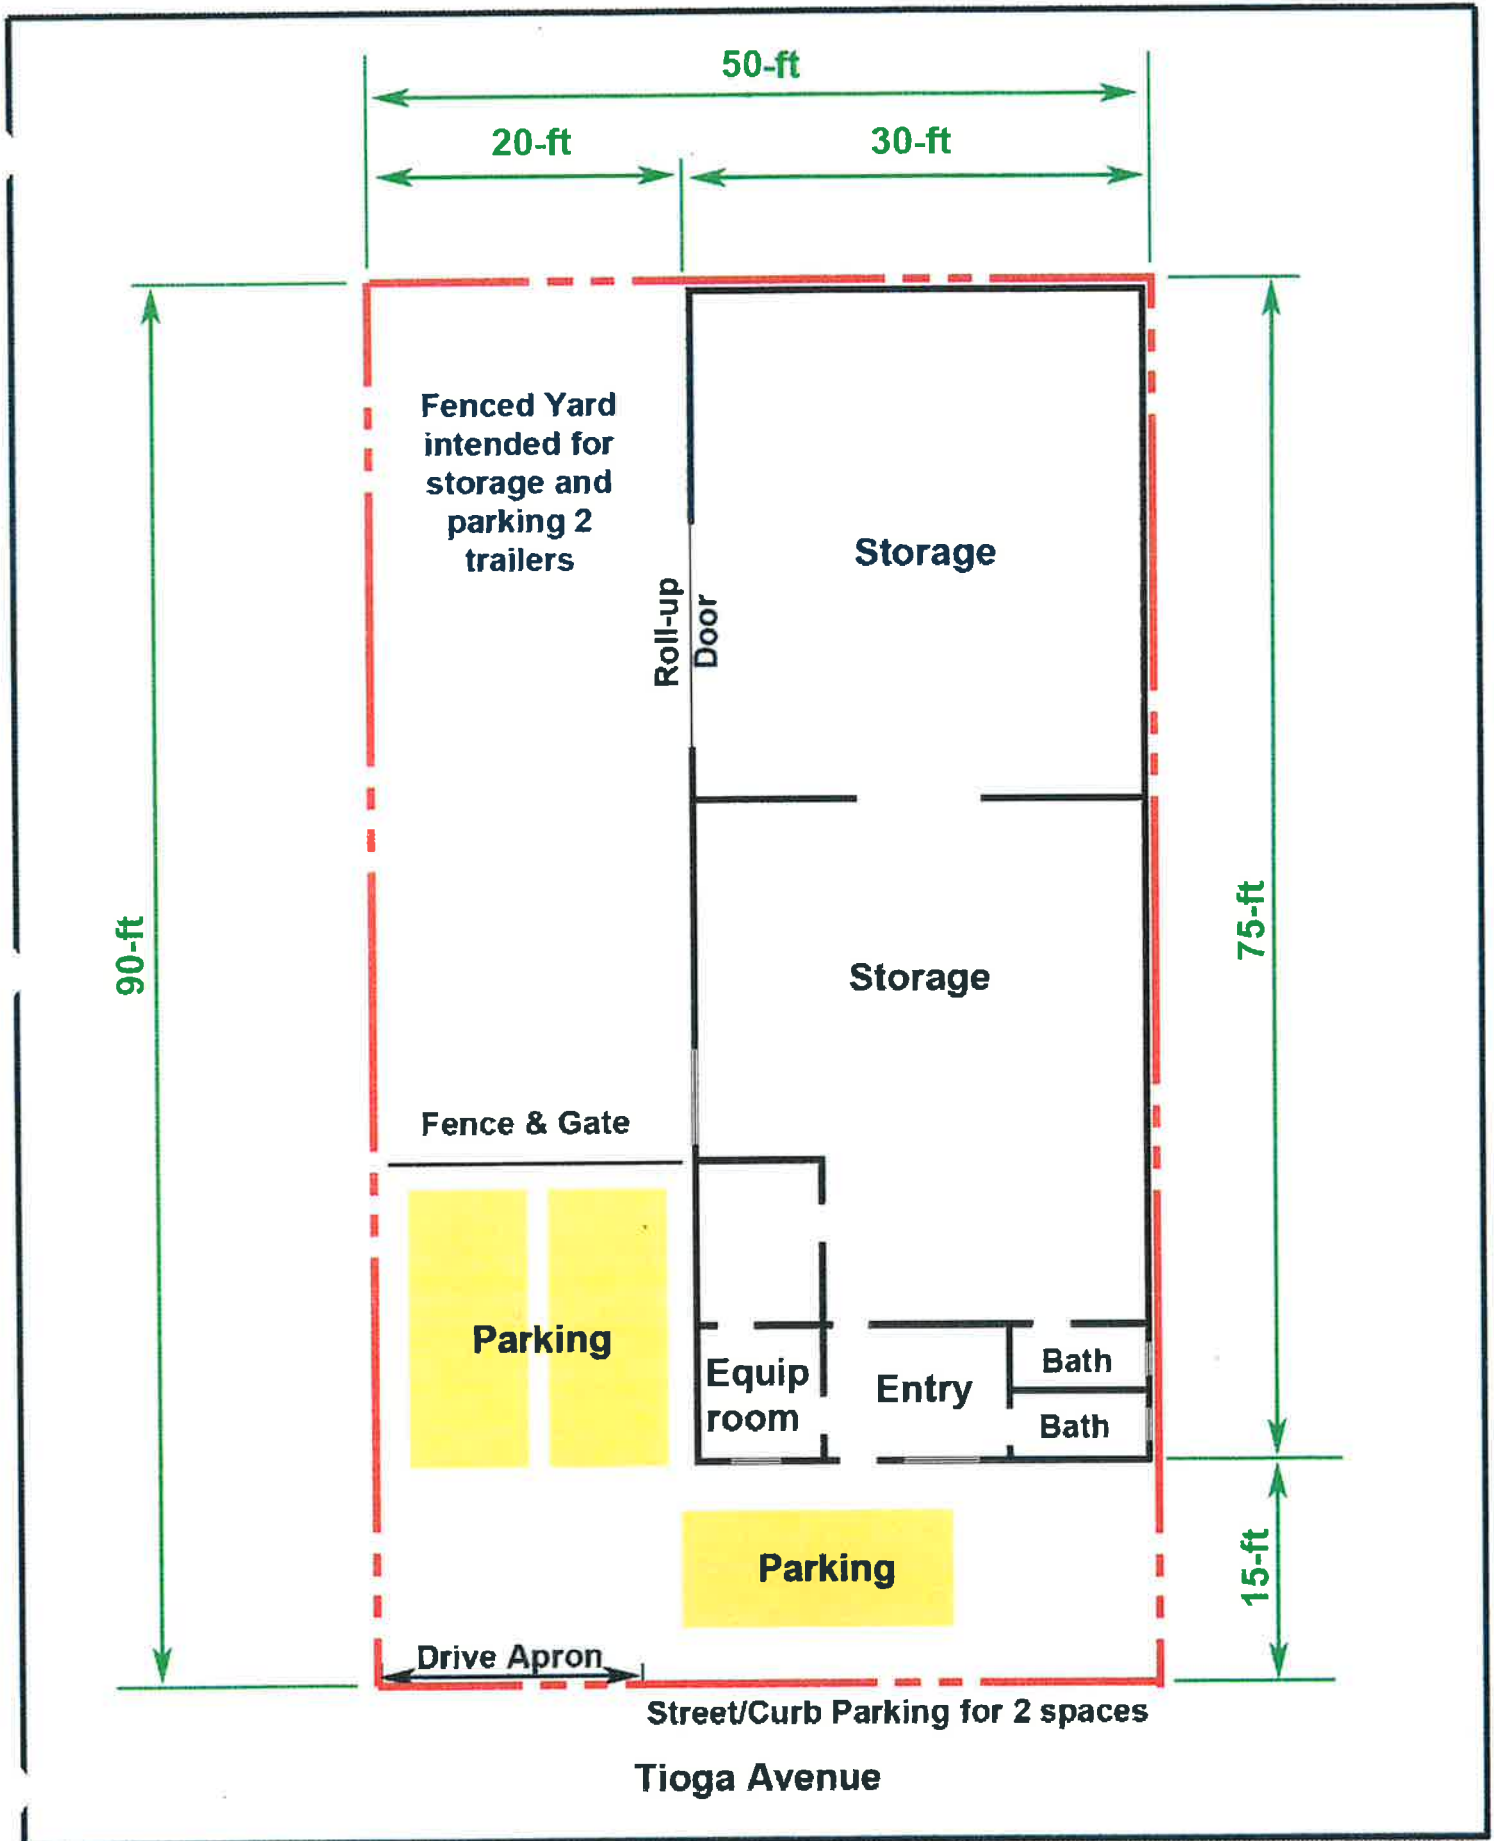 50-ft
20-ft
30-ft
Fenced Yard
intended for
storage and
parking 2
trailers
Storage
Roll-up
Door
90-ft
75-ft
Storage
Fence & Gate
Parking
Equip
room
Entry
Bath
Bath
Parking
15-ft
Drive Apron
Street/Curb Parking for 2 spaces
Tioga Avenue